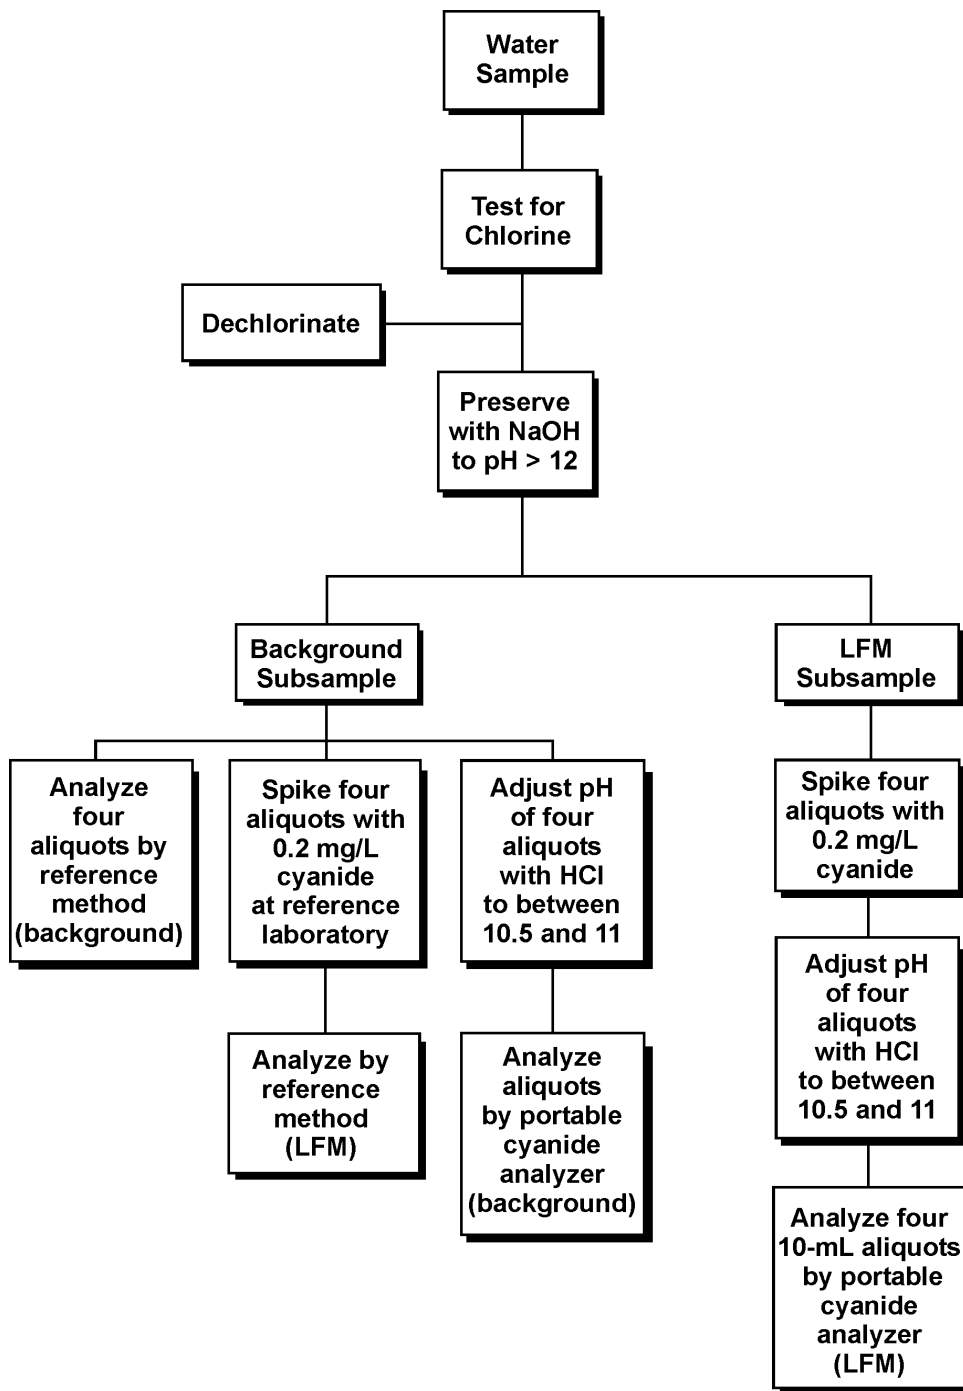 Water
Sample
Test for
Chlorine
Dechlorinate
Preserve
with NaOH
to pH > 12
Background
Subsample
LFM
Subsample
Analyze
four
aliquots by
reference
method
(background)
Spike four
aliquots with
0.2 mg/L
cyanide
at reference
laboratory
Adjust pH
of four
aliquots
with HCl
to between
10.5 and 11
Spike four
aliquots with
0.2 mg/L
cyanide
Analyze by
reference
method
(LFM)
Analyze
aliquots
by portable
cyanide
analyzer
(background)
Adjust pH
of four
aliquots
with HCl
to between
10.5 and 11
Analyze four
10-mL aliquots
by portable
cyanide
analyzer
(LFM)